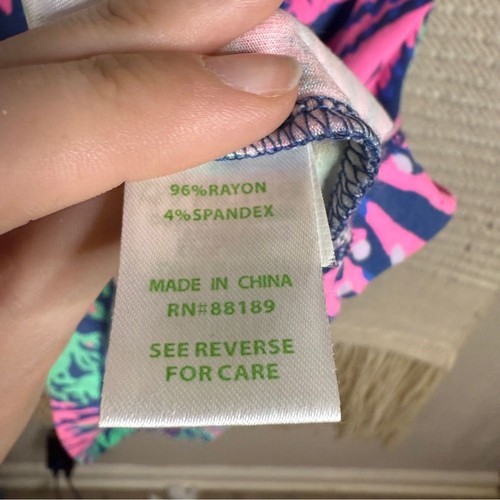 96%RAYON
4%SPANDEX
MADE IN CHINA
RN#88189
SEE REVERSE
FOR CARE